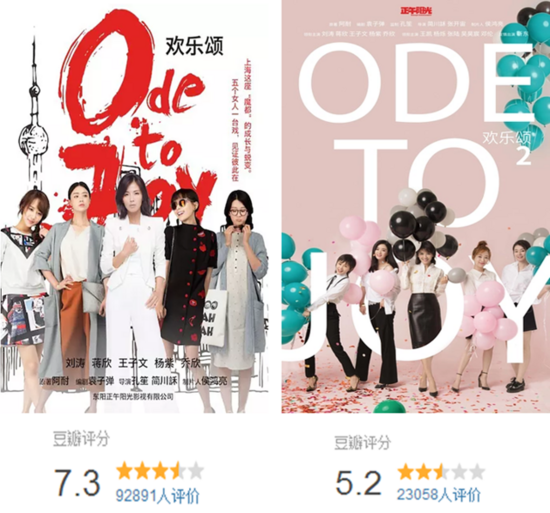 欢乐颂
Ode
to
Joy
上海这座“魔都”的成长与蜕变。
五个女人一台戏,见证彼此在
刘涛 蒋欣 王子文 杨紫 乔欣
原著阿耐 编剧袁子弹 导演孔笙 简川訸 制片人侯鸿亮
东阳正午阳光影视有限公司
豆瓣评分
7.3
92891人评价
正午阳光
ODE
TO
欢乐颂
2
JOY
豆瓣评分
5.2
23058人评价